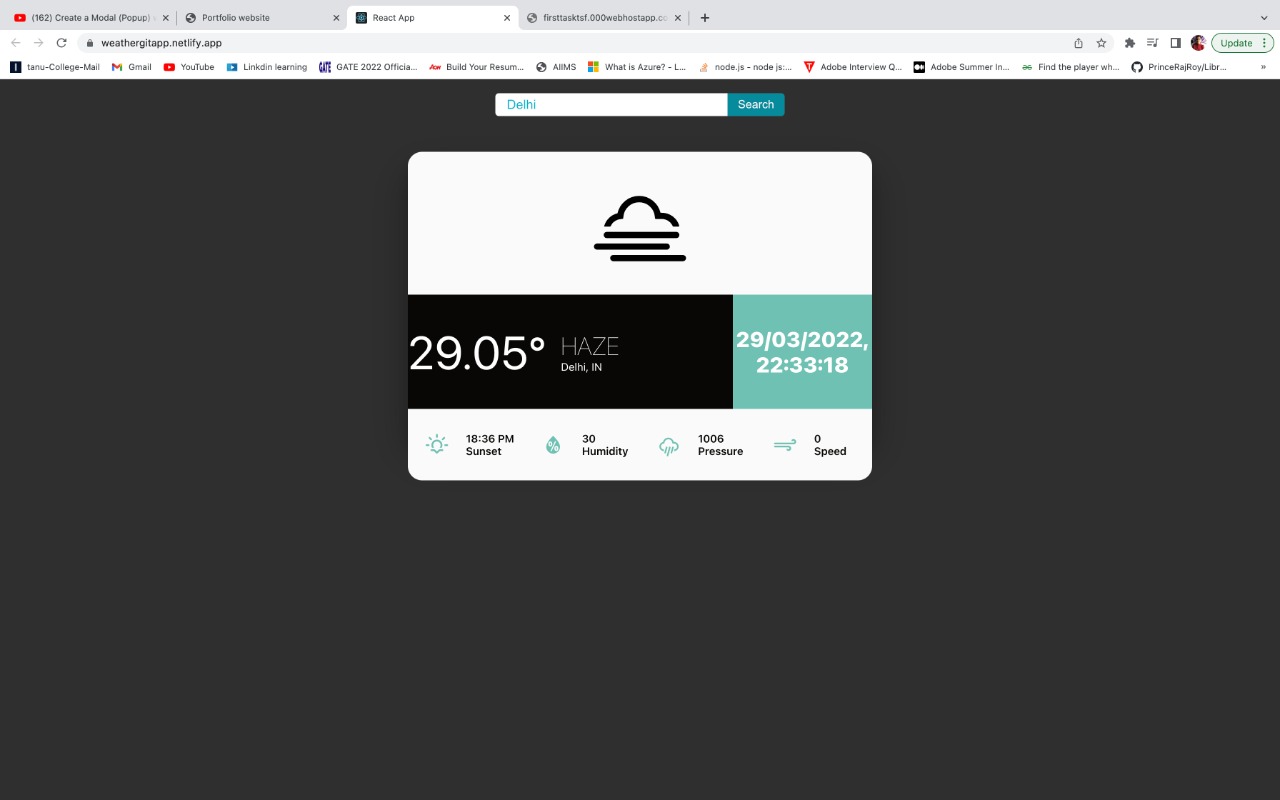 (162) Create a Modal (Popup)
Portfolio website
React App
firsttasktsf.000webhostapp.co
weathergitapp.netlify.app
Update
tanu-College-Mail
Gmail
YouTube
Linkdin learning
GATE 2022 Officia...
Build Your Resum...
AIIMS
What is Azure? - L...
node.js - node js:...
Adobe Interview Q...
Adobe Summer In...
Find the player wh...
PrinceRajRoy/Libr...
»
Delhi
Search
29.05°
HAZE
Delhi, IN
29/03/2022,
22:33:18
18:36 PM
Sunset
30
Humidity
1006
Pressure
0
Speed